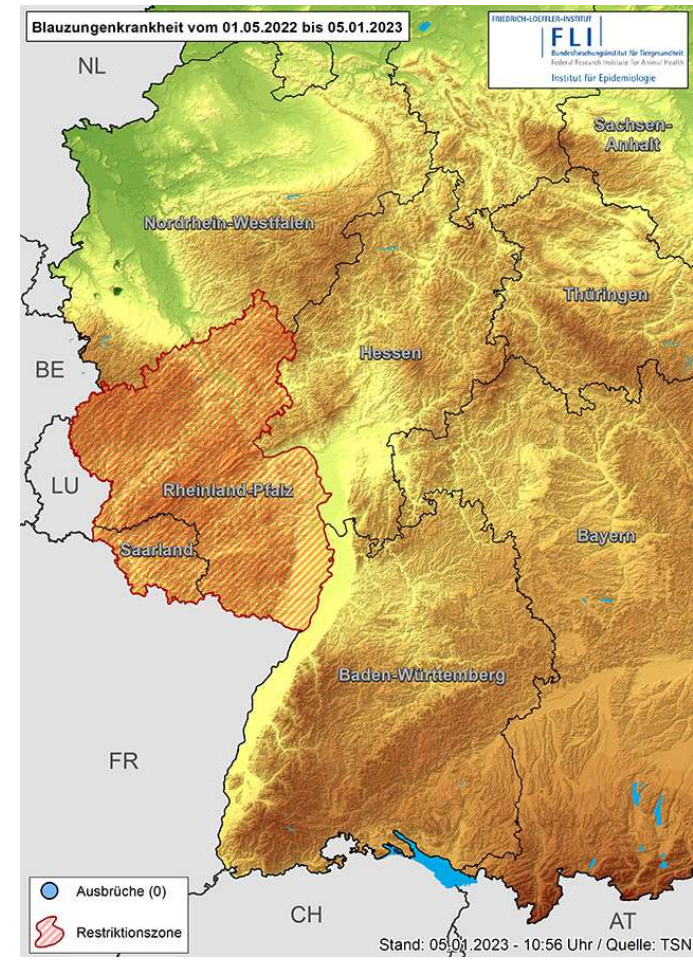 Blauzungenkrankheit vom 01.05.2022 bis 05.01.2023
FRIEDRICH-LOEFFLER-INSTITUT
FLI
Bundesforschungsinstitut für Tiergesundheit
Federal Research Institute for Animal Health
Institut für Epidemiologie
NL
Sachsen-
Anhalt
Nordrhein-Westfalen
Thüringen
Hessen
BE
LU
Rheinland-Pfalz
Saarland
Bayern
Baden-Württemberg
FR
Ausbrüche (0)
Restriktionszone
CH
AT
Stand: 05.01.2023 - 10:56 Uhr / Quelle: TSN